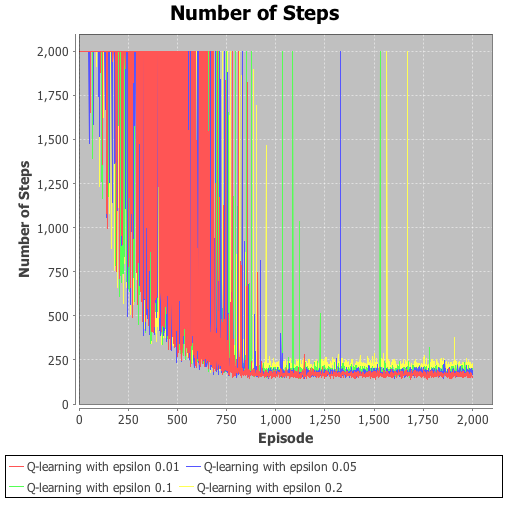 Number of Steps
2,000
1,750
1,500
1,250
1,000
750
500
250
0
Number of Steps
0 250 500 750 1,000 1,250 1,500 1,750 2,000
Episode
Q-learning with epsilon 0.01 Q-learning with epsilon 0.05
Q-learning with epsilon 0.1 Q-learning with epsilon 0.2